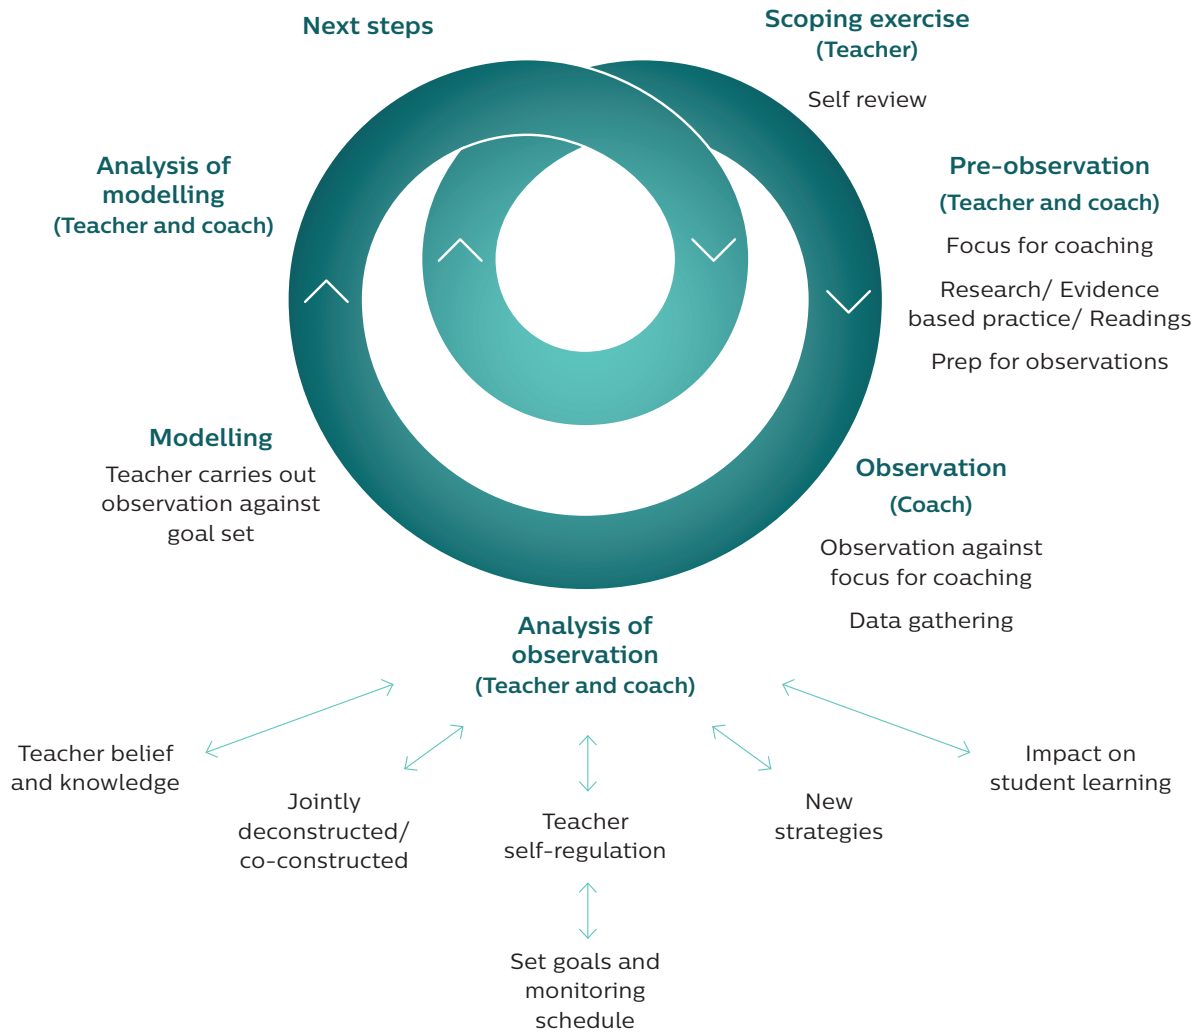 Next steps
Scoping exercise
(Teacher)
Self review
Pre-observation
(Teacher and coach)
Focus for coaching
Research/ Evidence
based practice/ Readings
Prep for observations
Observation
(Coach)
Observation against
focus for coaching
Data gathering
Analysis of
observation
(Teacher and coach)
Teacher belief
and knowledge
Jointly
deconstructed/
co-constructed
Teacher
self-regulation
Set goals and
monitoring
schedule
New
strategies
Impact on
student learning
Modelling
Teacher carries out
observation against
goal set
Analysis of
modelling
(Teacher and coach)